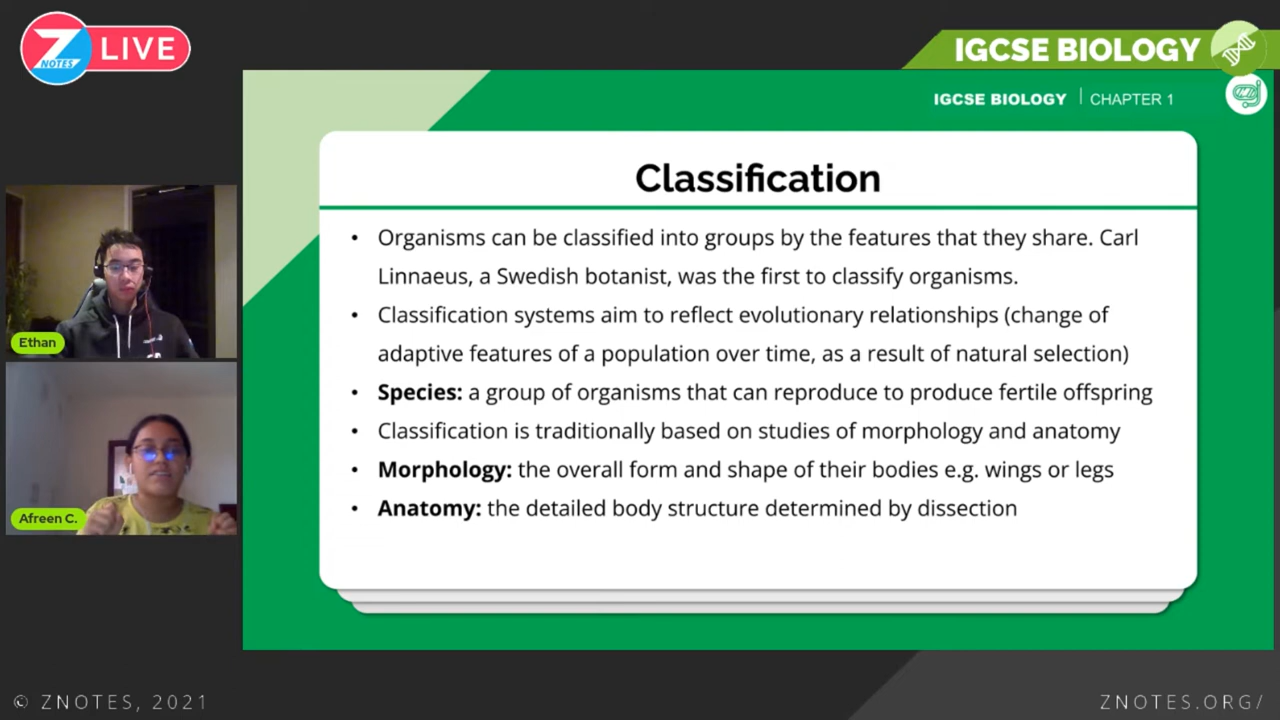 Z
NOTES
LIVE
IGCSE BIOLOGY
IGCSE BIOLOGY | CHAPTER 1
Classification
• Organisms can be classified into groups by the features that they share. Carl
Linnaeus, a Swedish botanist, was the first to classify organisms.
• Classification systems aim to reflect evolutionary relationships (change of
adaptive features of a population over time, as a result of natural selection)
• Species: a group of organisms that can reproduce to produce fertile offspring
• Classification is traditionally based on studies of morphology and anatomy
• Morphology: the overall form and shape of their bodies e.g. wings or legs
• Anatomy: the detailed body structure determined by dissection
Ethan
Afreen C.
© ZNOTES, 2021
ZNOTES.ORG/